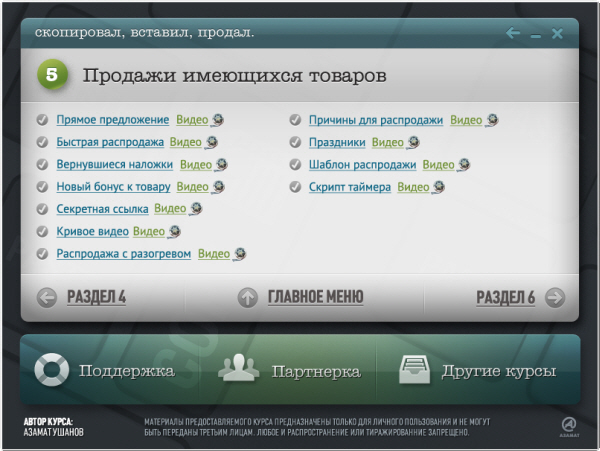 скопировал, вставил, продал.
5 Продажи имеющихся товаров
Прямое предложение Видео
Быстрая распродажа Видео
Вернувшиеся наложки Видео
Новый бонус к товару Видео
Секретная ссылка Видео
Кривое видео Видео
Распродажа с разогревом Видео
Причины для распродажи Видео
Праздники Видео
Шаблон распродажи Видео
Скрипт таймера Видео
РАЗДЕЛ 4
ГЛАВНОЕ МЕНЮ
РАЗДЕЛ 6
Поддержка
Партнерка
Другие курсы
АВТОР КУРСА:
АЗАМАТ УШАНОВ
МАТЕРИАЛЫ ПРЕДОСТАВЛЯЕМОГО КУРСА ПРЕДНАЗНАЧЕНЫ ТОЛЬКО ДЛЯ ЛИЧНОГО ПОЛЬЗОВАНИЯ И НЕ МОГУТ
БЫТЬ ПЕРЕДАНЫ ТРЕТЬИМ ЛИЦАМ. ЛЮБОЕ И РАСПРОСТРАНЕНИЕ ИЛИ ТИРАЖИРОВАНИЕ ЗАПРЕЩЕНО.
АЗАМАТ